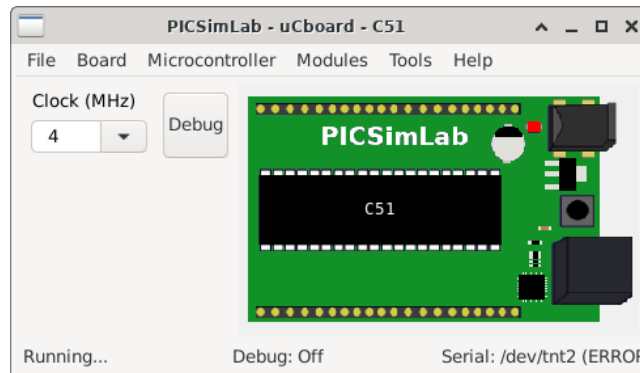 PICSimLab - uCboard - C51
File Board Microcontroller Modules Tools Help
Clock (MHz)
4
Debug
PICSimLab
C51
Running... Debug: Off Serial: /dev/tnt2 (ERROR